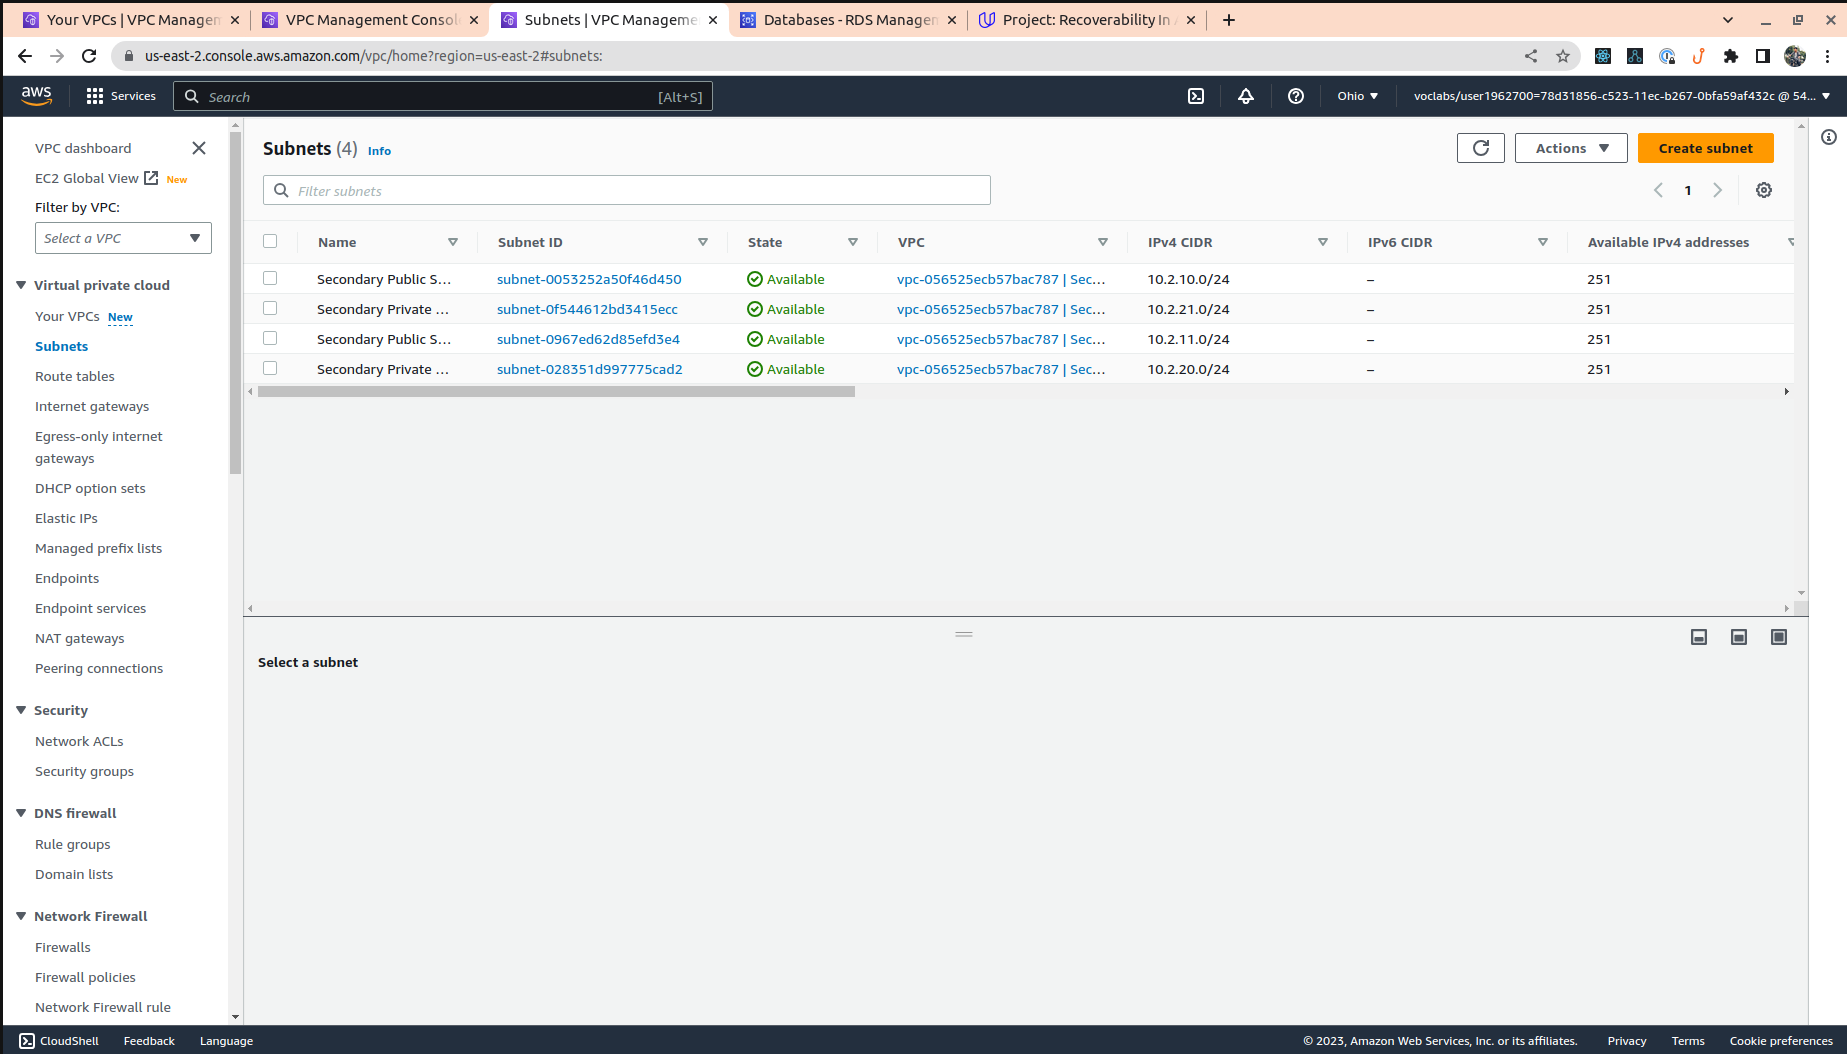 Your VPCs | VPC Managem
VPC Management Consol
Subnets | VPC Manageme
Databases - RDS Manager
Project: Recoverability In
us-east-2.console.aws.amazon.com/vpc/home?region=us-east-2#subnets:
aws
Services
Search
[Alt+S]
Ohio
voclabs/user1962700=78d31856-c523-11ec-b267-0bfa59af432c @ 54...
VPC dashboard
EC2 Global View New
Filter by VPC:
Select a VPC
Virtual private cloud
Your VPCs New
Subnets
Route tables
Internet gateways
Egress-only internet
gateways
DHCP option sets
Elastic IPs
Managed prefix lists
Endpoints
Endpoint services
NAT gateways
Peering connections
Security
Network ACLs
Security groups
DNS firewall
Rule groups
Domain lists
Network Firewall
Firewalls
Firewall policies
Network Firewall rule
Subnets (4) Info
Actions
Create subnet
Filter subnets
1
Name Subnet ID State VPC IPv4 CIDR IPv6 CIDR Available IPv4 addresses
Secondary Public S... subnet-0053252a50f46d450 Available vpc-056525ecb57bac787 | Sec... 10.2.10.0/24 – 251
Secondary Private ... subnet-0f544612bd3415ecc Available vpc-056525ecb57bac787 | Sec... 10.2.21.0/24 – 251
Secondary Public S... subnet-0967ed62d85efd3e4 Available vpc-056525ecb57bac787 | Sec... 10.2.11.0/24 – 251
Secondary Private ... subnet-028351d997775cad2 Available vpc-056525ecb57bac787 | Sec... 10.2.20.0/24 – 251
Select a subnet
CloudShell Feedback Language
© 2023, Amazon Web Services, Inc. or its affiliates. Privacy Terms Cookie preferences